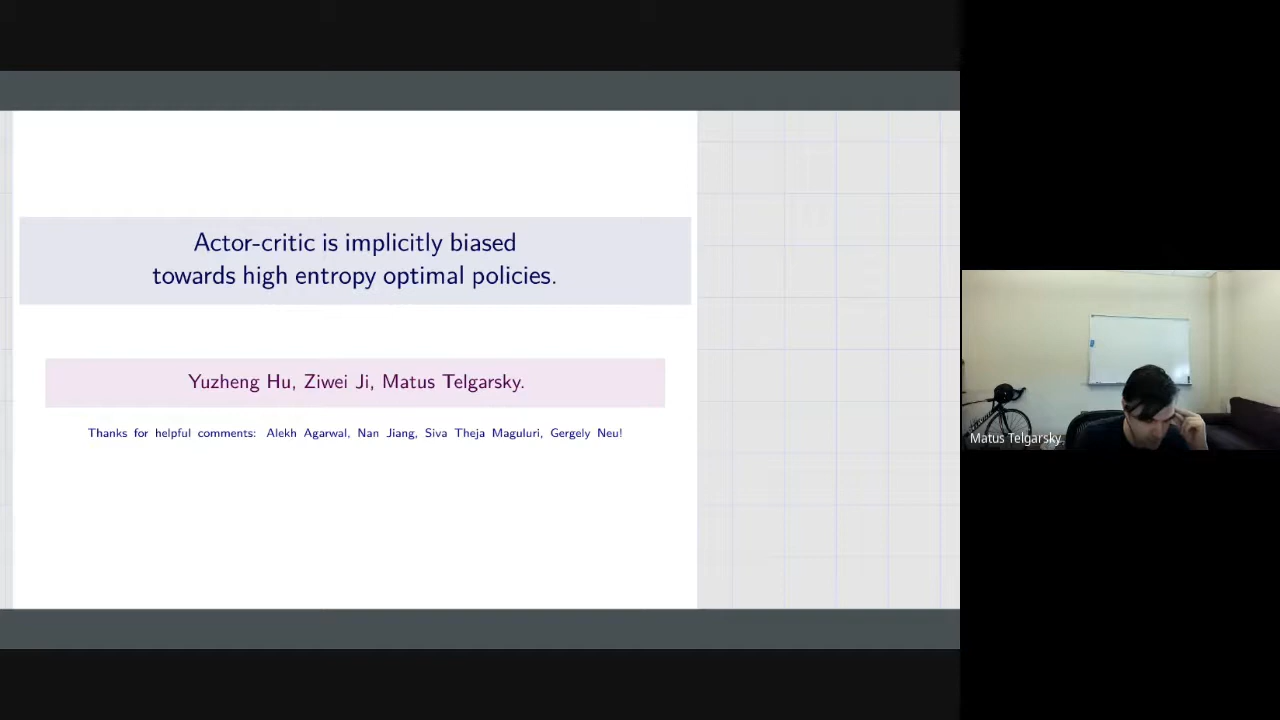 Actor-critic is implicitly biased
towards high entropy optimal policies.
Yuzheng Hu, Ziwei Ji, Matus Telgarsky.
Thanks for helpful comments: Alekh Agarwal, Nan Jiang, Siva Theja Maguluri, Gergely Neu!
Matus Telgarsky